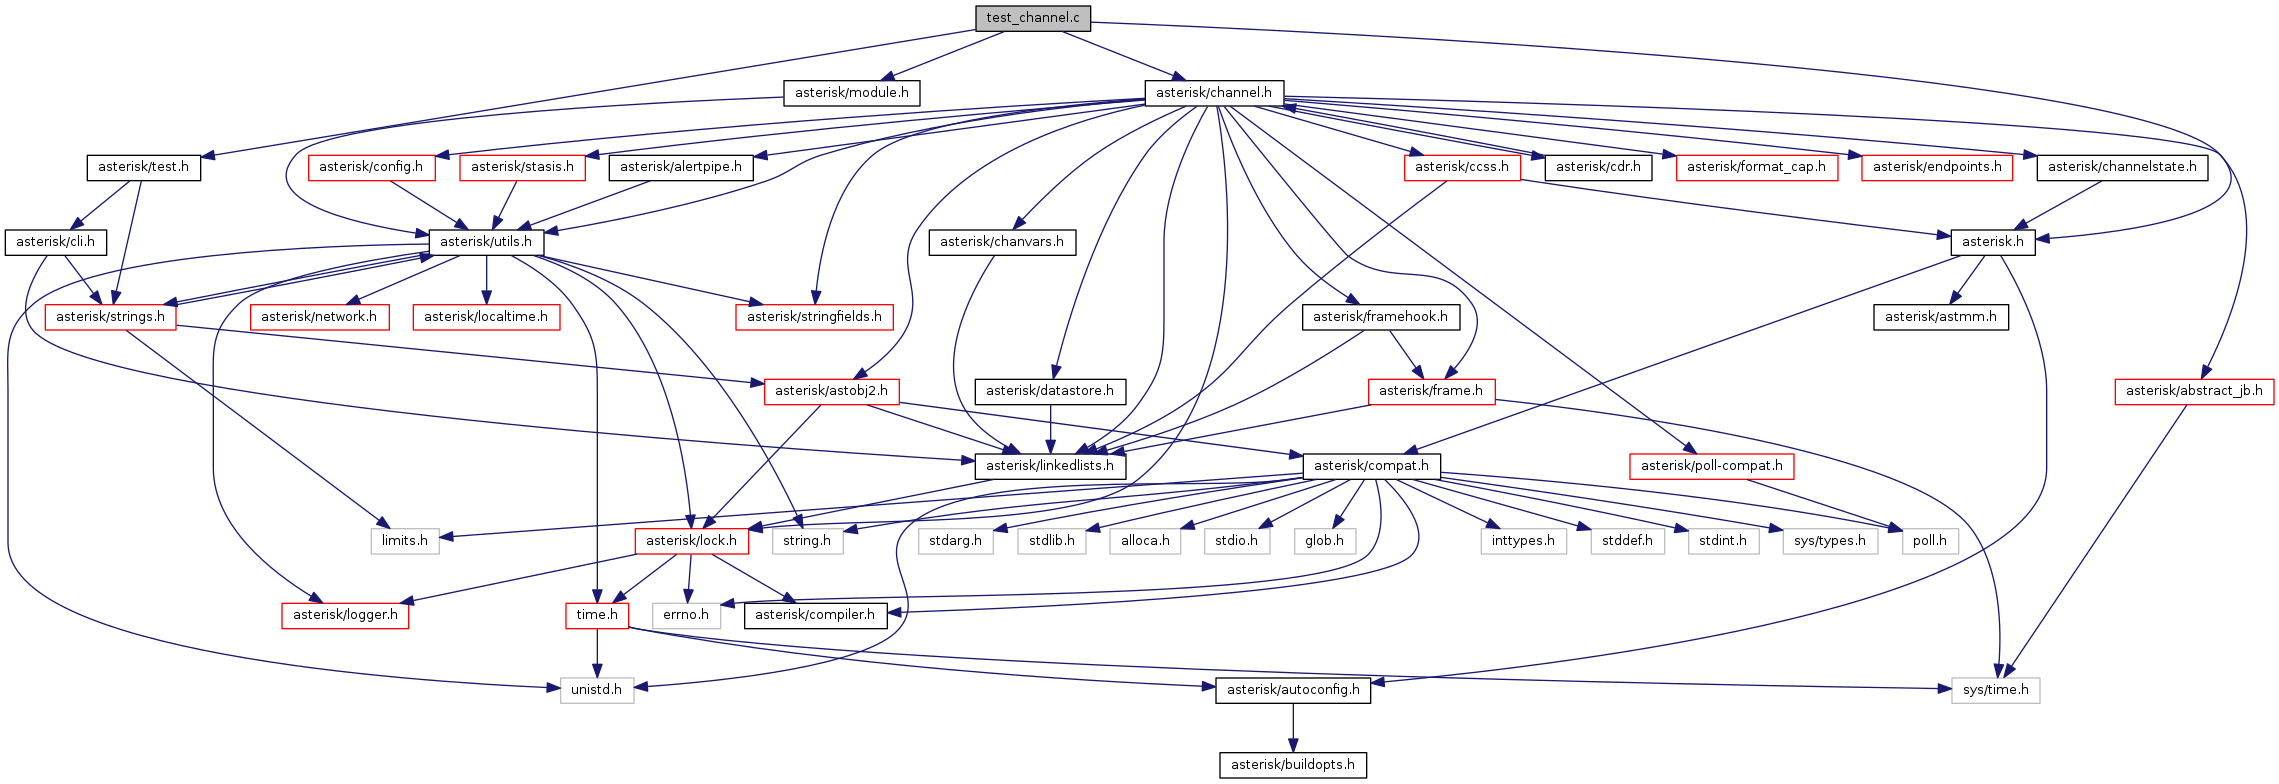 test_channel.c
asterisk/module.h
asterisk/channel.h
asterisk/test.h
asterisk/config.h
asterisk/stasis.h
asterisk/alertpipe.h
asterisk/ccss.h
asterisk/cdr.h
asterisk/format_cap.h
asterisk/endpoints.h
asterisk/channelstate.h
asterisk/cli.h
asterisk/utils.h
asterisk/chanvars.h
asterisk.h
asterisk/strings.h
asterisk/network.h
asterisk/localtime.h
asterisk/stringfields.h
asterisk/framehook.h
asterisk/astmm.h
asterisk/astobj2.h
asterisk/datastore.h
asterisk/frame.h
asterisk/abstract_jb.h
asterisk/linkedlists.h
asterisk/compat.h
asterisk/poll-compat.h
limits.h
asterisk/lock.h
string.h
stdarg.h
stdlib.h
alloca.h
stdio.h
glob.h
inttypes.h
stddef.h
stdint.h
sys/types.h
poll.h
asterisk/logger.h
time.h
errno.h
asterisk/compiler.h
unistd.h
asterisk/autoconfig.h
sys/time.h
asterisk/buildopts.h